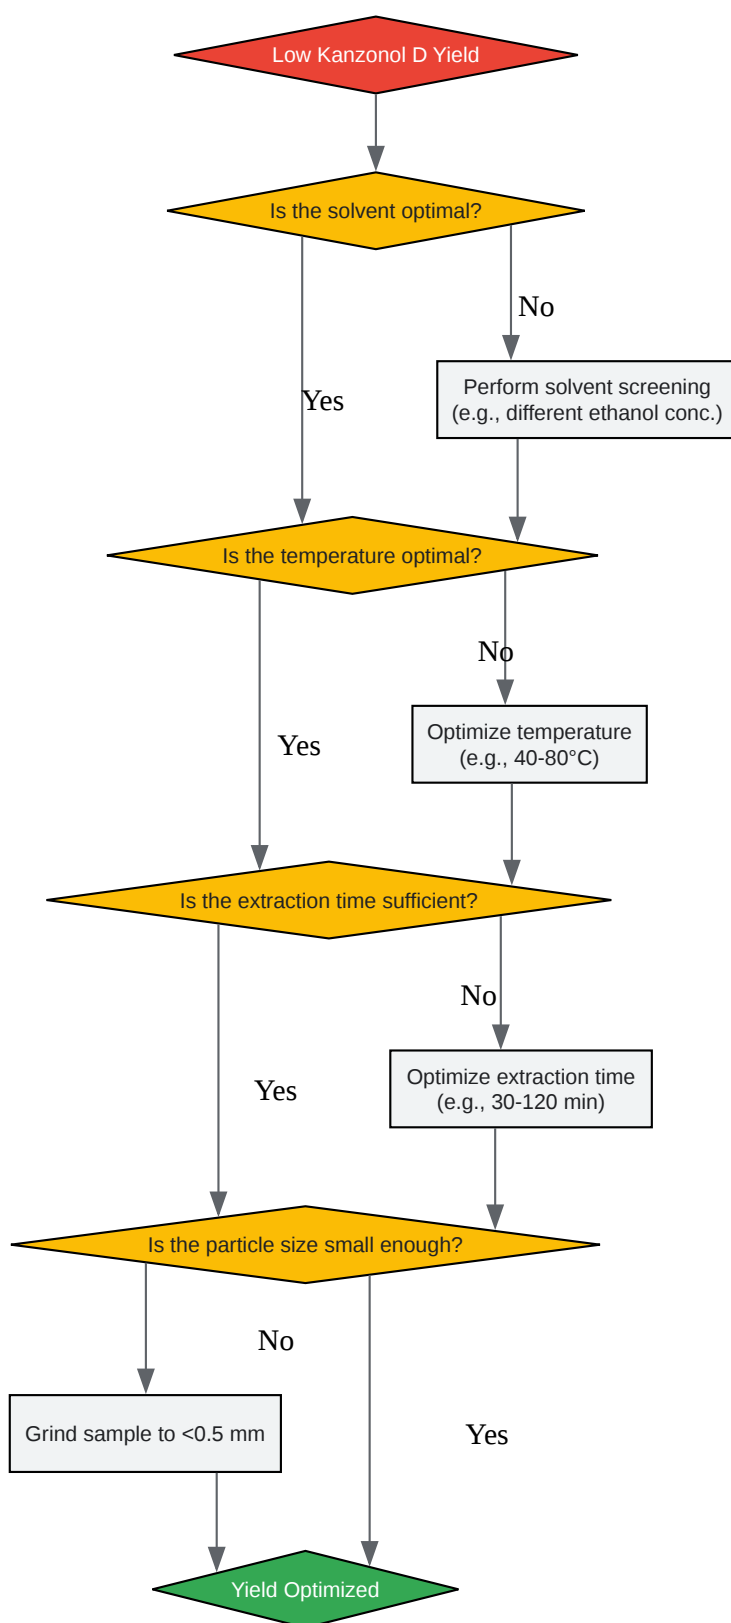 Low Kanzonol D Yield
Is the solvent optimal?
No
Perform solvent screening
(e.g., different ethanol conc.)
Yes
Is the temperature optimal?
No
Optimize temperature
(e.g., 40-80°C)
Yes
Is the extraction time sufficient?
No
Optimize extraction time
(e.g., 30-120 min)
Yes
Is the particle size small enough?
No
Grind sample to <0.5 mm
Yes
Yield Optimized